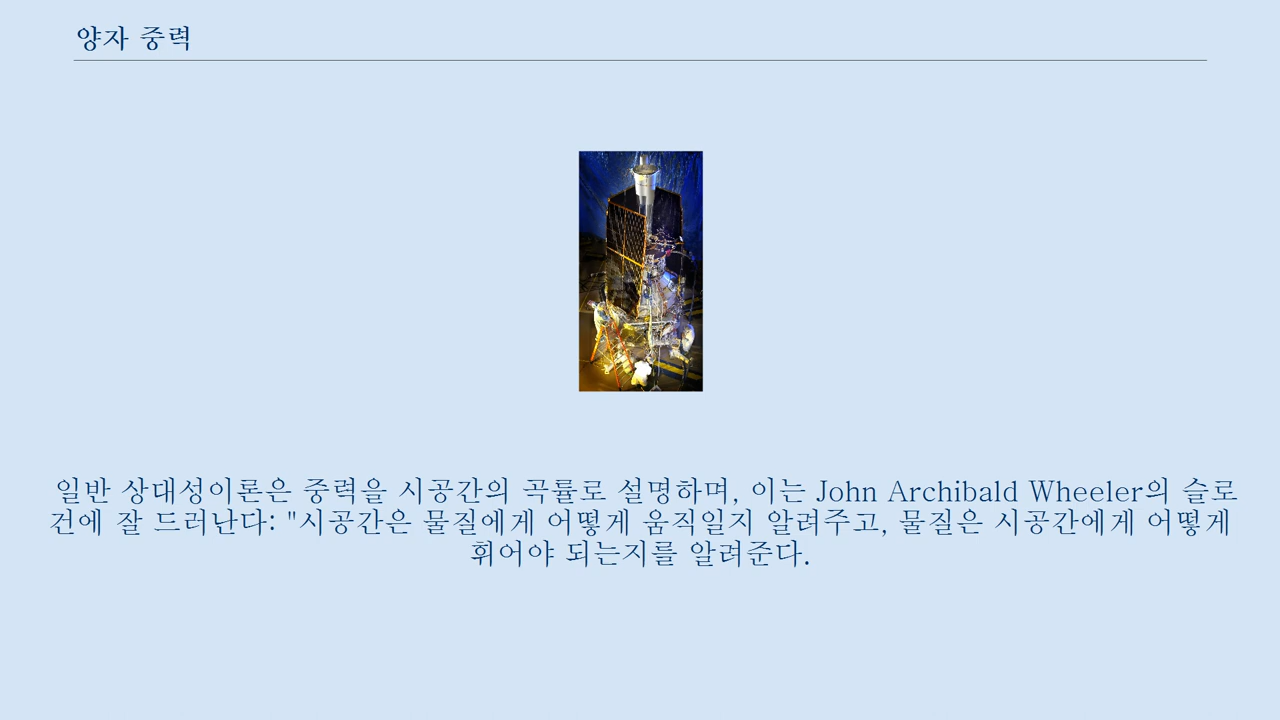 양자 중력
일반 상대성이론은 중력을 시공간의 곡률로 설명하며, 이는 John Archibald Wheeler의 슬로
건에 잘 드러난다: "시공간은 물질에게 어떻게 움직일지 알려주고, 물질은 시공간에게 어떻게
휘어야 되는지를 알려준다.